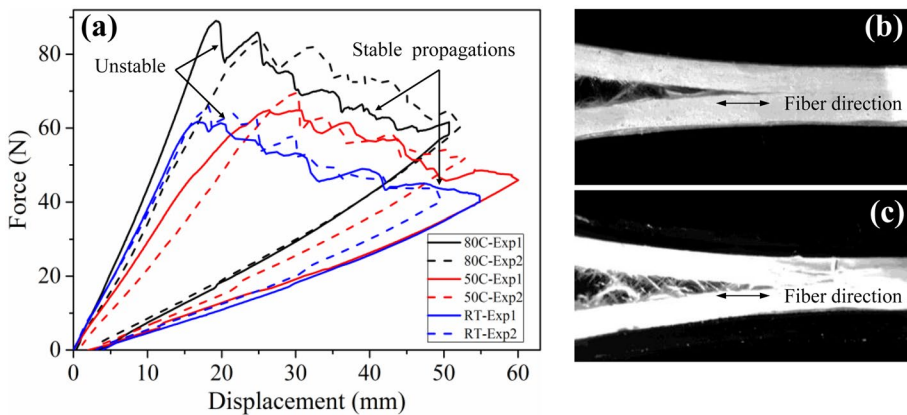 (a)
Unstable
Stable propagations
Force (N)
80
60
40
20
0
80C-Exp1
80C-Exp2
50C-Exp1
50C-Exp2
RT-Exp1
RT-Exp2
0 10 20 30 40 50 60
Displacement (mm)
(b)
Fiber direction
(c)
Fiber direction